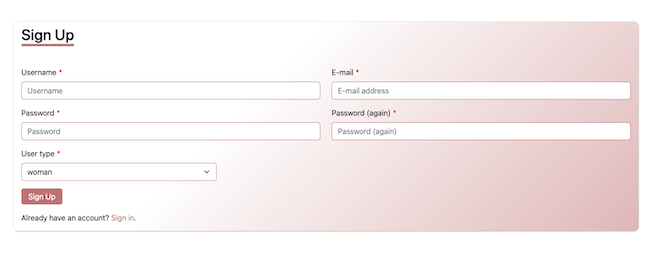 Sign Up
Username * E-mail *
Username E-mail address
Password * Password (again) *
Password Password (again)
User type *
woman
Sign Up
Already have an account? Sign in.